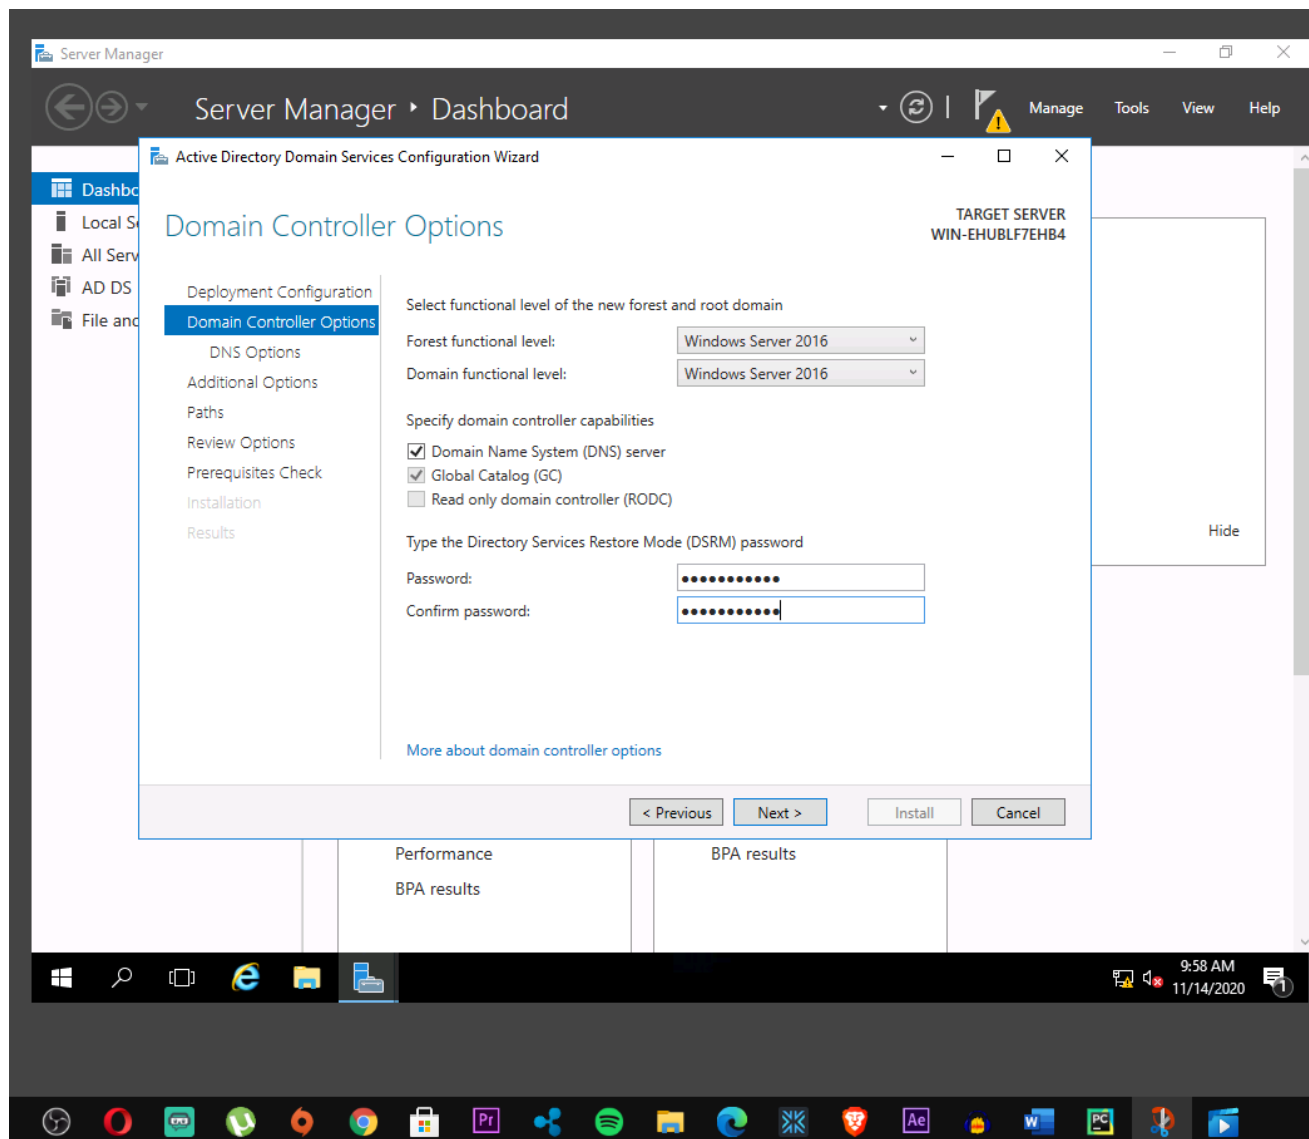 Server Manager
Server Manager ‣ Dashboard
Manage Tools View Help
Active Directory Domain Services Configuration Wizard
Dashbo
Local Se
All Serv
AD DS
File and
Domain Controller Options
TARGET SERVER
WIN-EHUBLF7EHB4
Deployment Configuration
Domain Controller Options
DNS Options
Additional Options
Paths
Review Options
Prerequisites Check
Installation
Results
Select functional level of the new forest and root domain
Forest functional level: Windows Server 2016
Domain functional level: Windows Server 2016
Specify domain controller capabilities
Domain Name System (DNS) server
Global Catalog (GC)
Read only domain controller (RODC)
Type the Directory Services Restore Mode (DSRM) password
Password: •••••••••••
Confirm password: •••••••••••
More about domain controller options
Hide
< Previous Next > Install Cancel
Performance
BPA results
BPA results
9:58 AM
11/14/2020
1
Pr
Ae
W
PC